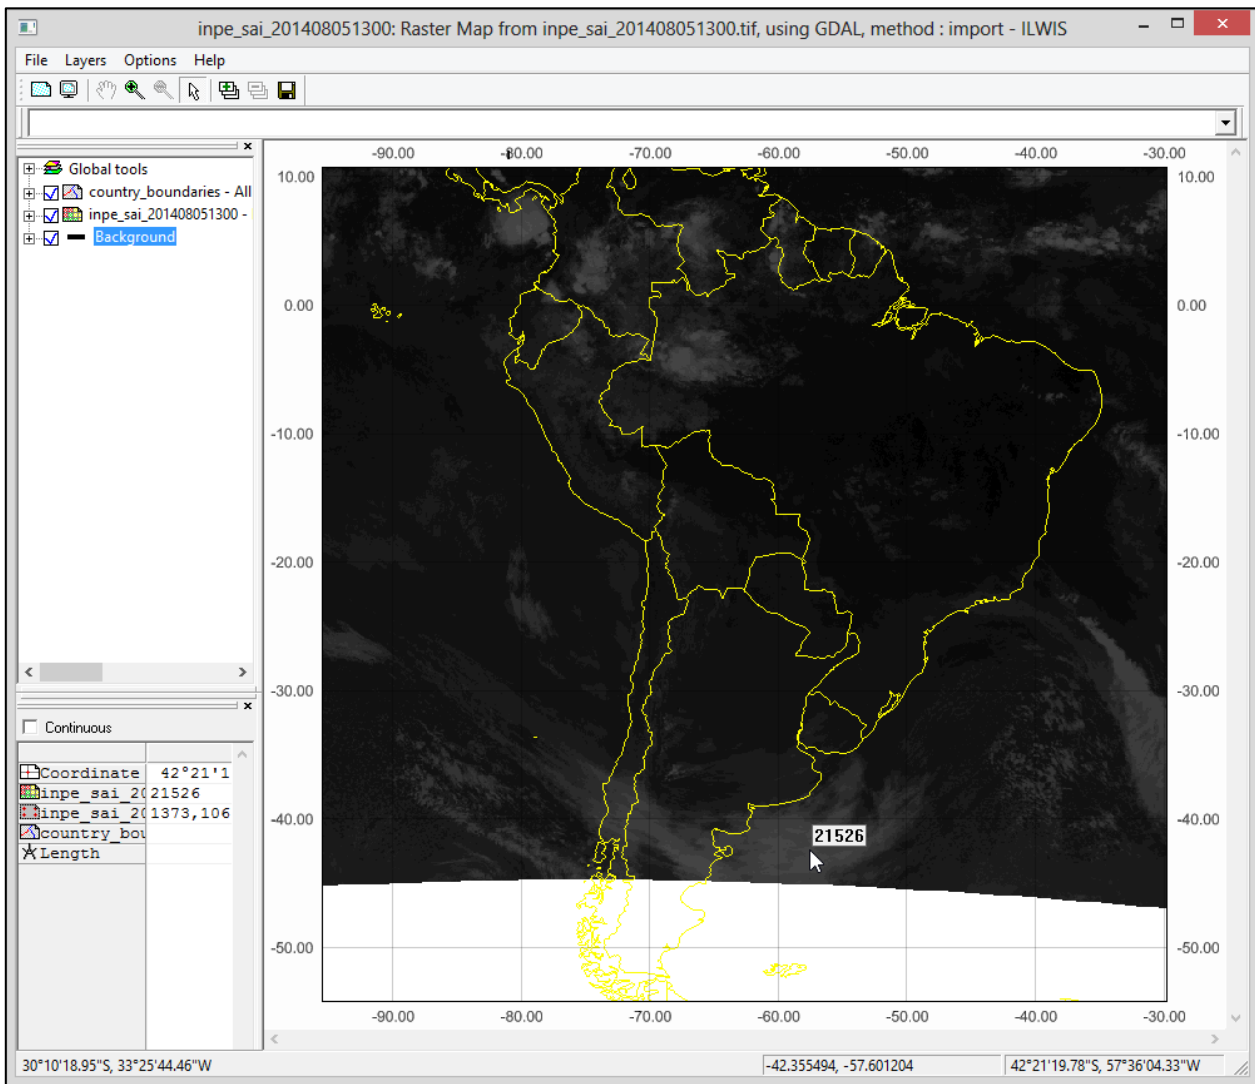 inpe_sai_201408051300: Raster Map from inpe_sai_201408051300.tif, using GDAL, method : import - ILWIS
File Layers Options Help
Global tools
country_boundaries - All
inpe_sai_201408051300 -
Background
-90.00 -80.00 -70.00 -60.00 -50.00 -40.00 -30.00
10.00 10.00
0.00 0.00
-10.00 -10.00
-20.00 -20.00
-30.00 -30.00
-40.00 -40.00
21526
-50.00 -50.00
-90.00 -80.00 -70.00 -60.00 -50.00 -40.00 -30.00
Continuous
Coordinate 42°21'1
inpe_sai_20 21526
inpe_sai_20 1373,106
country_bou
Length
30°10'18.95"S, 33°25'44.46"W -42.355494, -57.601204 42°21'19.78"S, 57°36'04.33"W